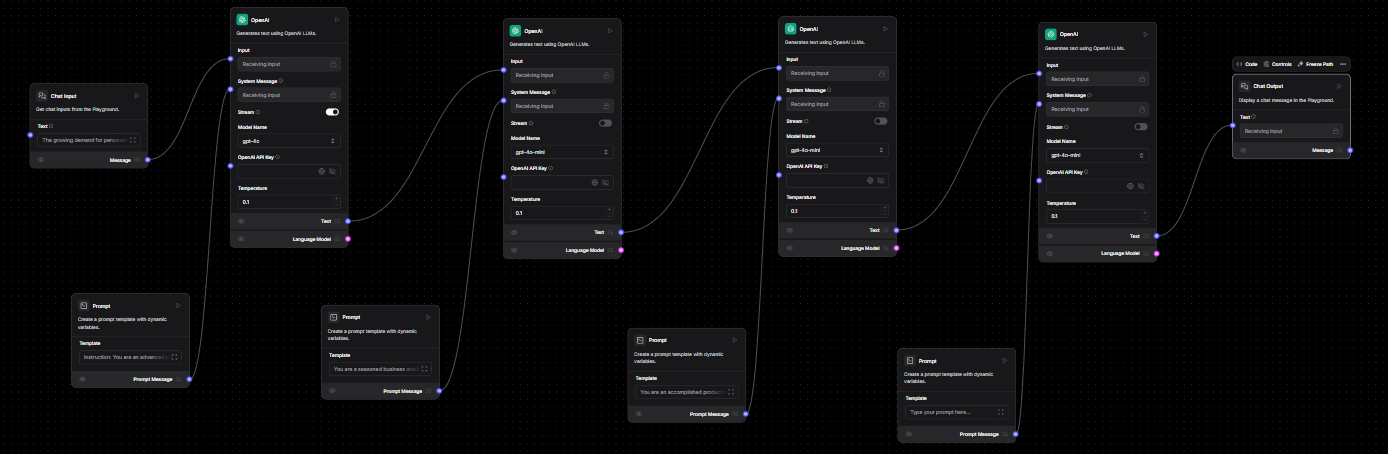 Chat Input
Get chat inputs from the Playground.
Text
The growing demand for persona
Message
Prompt
Create a prompt template with dynamic
variables.
Template
Instruction: You are an advanced
Prompt Message
OpenAI
Generates text using OpenAI LLMs.
Input
Receiving input
System Message
Receiving input
Stream
Model Name
gpt-4o
OpenAI API Key
Temperature
0.1
Text
Language Model
Prompt
Create a prompt template with dynamic
variables.
Template
You are a seasoned business
Prompt Message
OpenAI
Generates text using OpenAI LLMs.
Input
Receiving input
System Message
Receiving input
Stream
Model Name
gpt-4o-mini
OpenAI API Key
Temperature
0.1
Text
Language Model
Prompt
Create a prompt template with dynamic
variables.
Template
You are an accomplished produc
Prompt Message
OpenAI
Generates text using OpenAI LLMs.
Input
Receiving input
System Message
Receiving input
Stream
Model Name
gpt-4o-mini
OpenAI API Key
Temperature
0.1
Text
Language Model
Prompt
Create a prompt template with dynamic
variables.
Template
Type your prompt here...
Prompt Message
OpenAI
Generates text using OpenAI LLMs.
Input
Receiving input
System Message
Receiving input
Stream
Model Name
gpt-4o-mini
OpenAI API Key
Temperature
0.1
Text
Language Model
Code Controls Freeze Path
Chat Output
Display a chat message in the Playground.
Text
Receiving input
Message